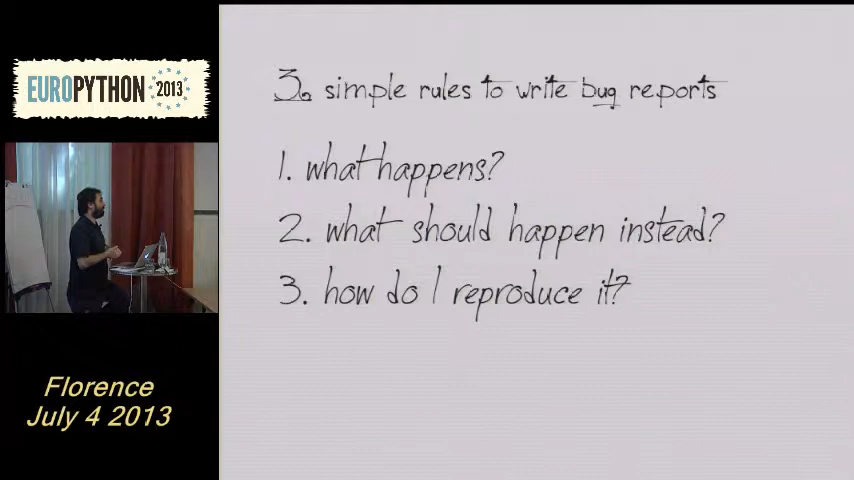 EUROPYTHON 2013
3. simple rules to write bug reports
1. what happens?
2. what should happen instead?
3. how do I reproduce it?
Florence
July 4 2013